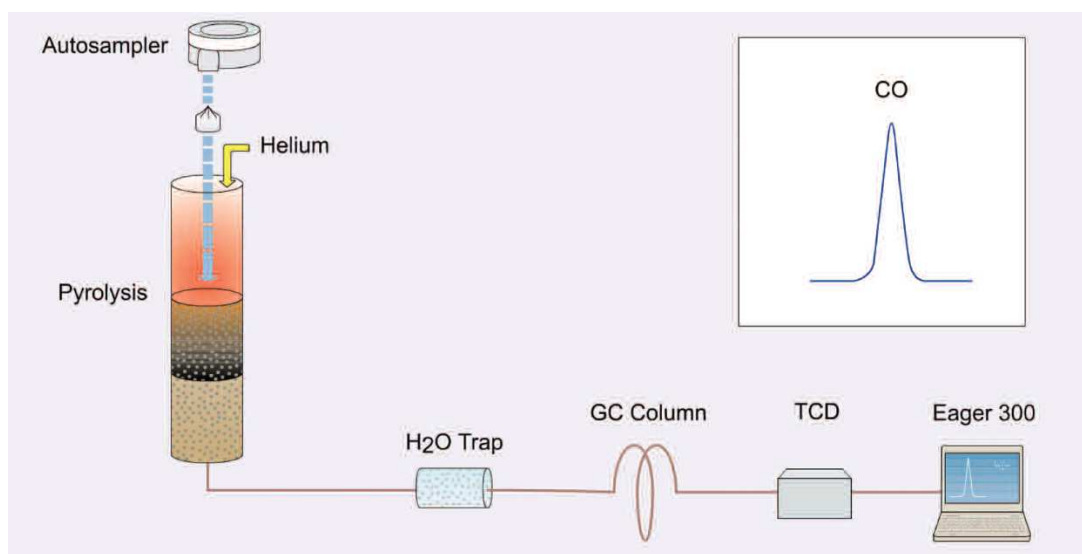 Autosampler
Helium
Pyrolysis
CO
H2O Trap
GC Column
TCD
Eager 300